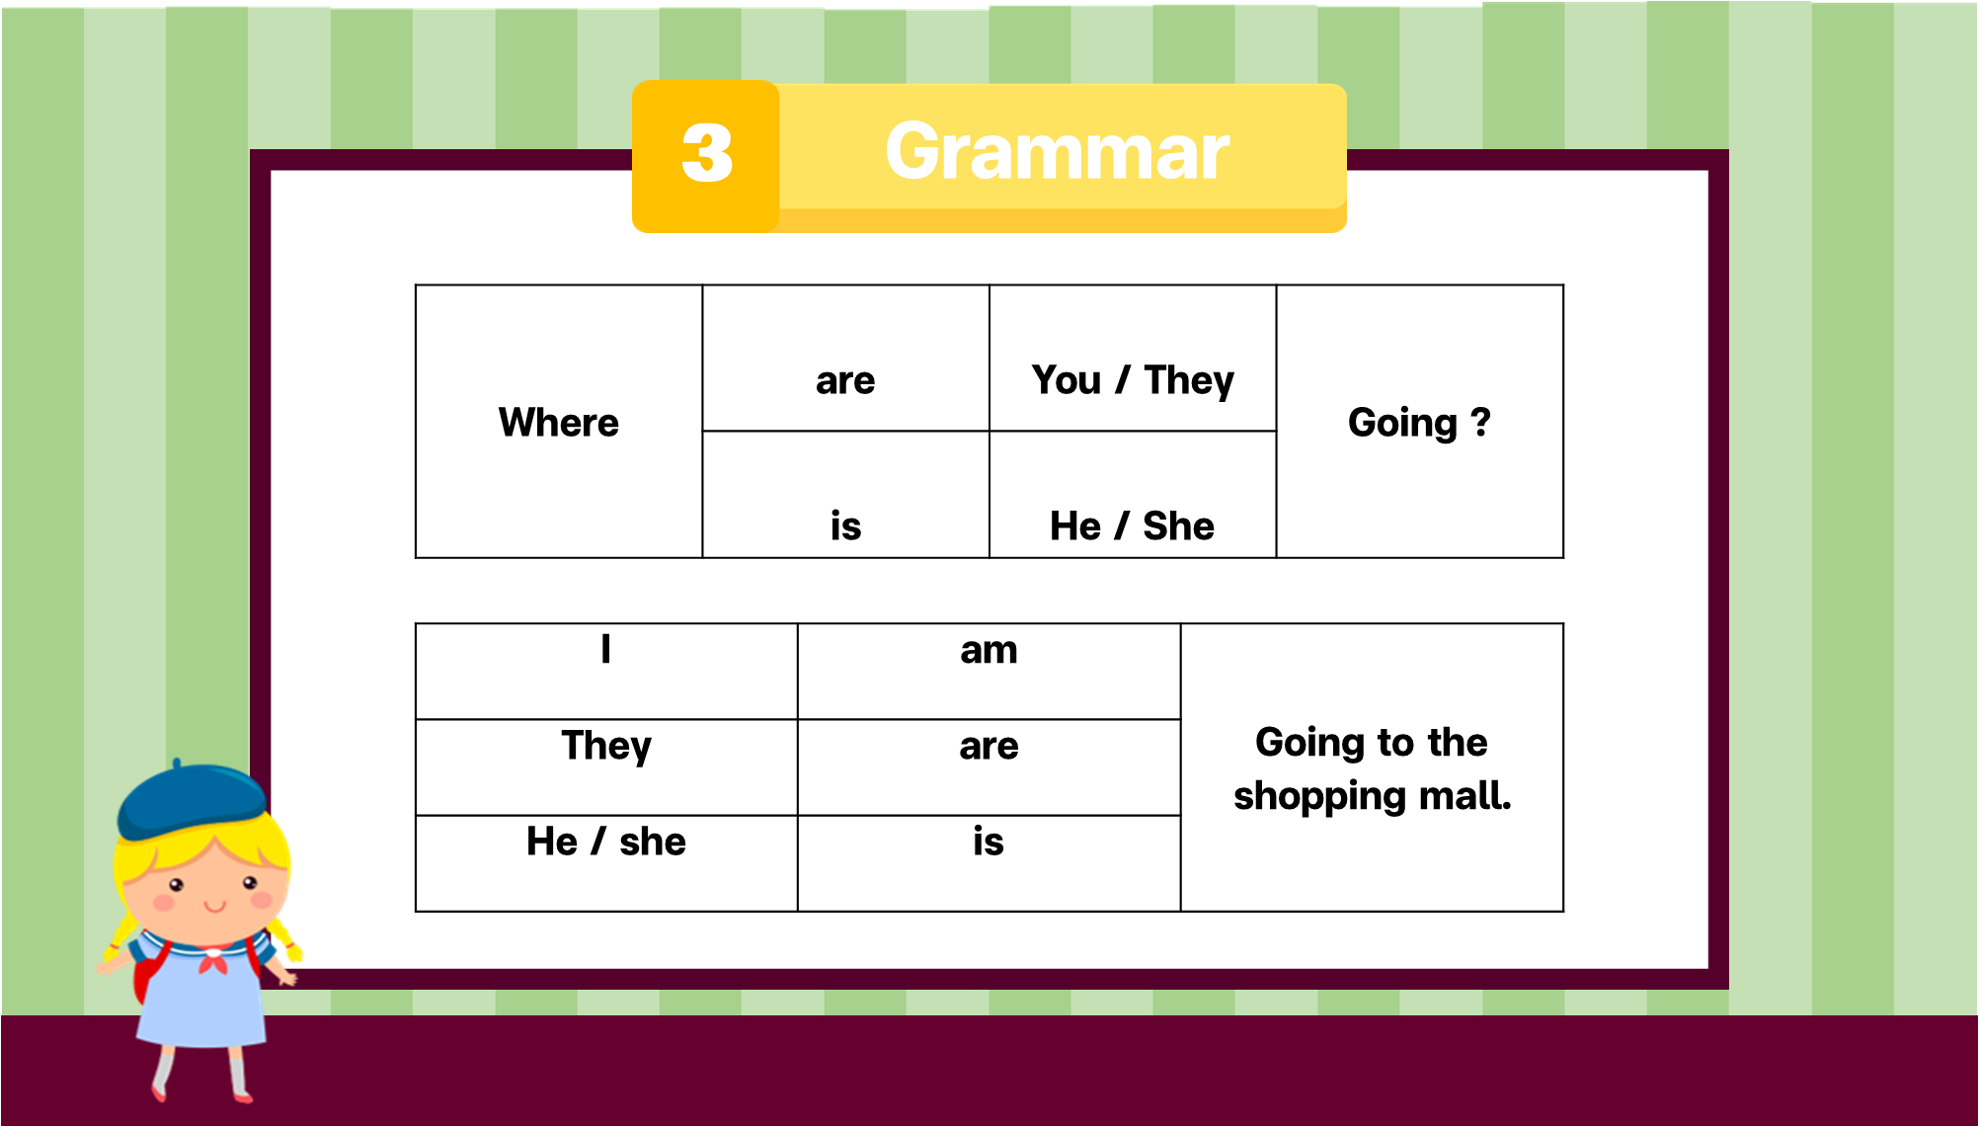 3 Grammar
Where
are
You / They
Going ?
is
He / She
I
am
Going to the
shopping mall.
They
are
He / she
is